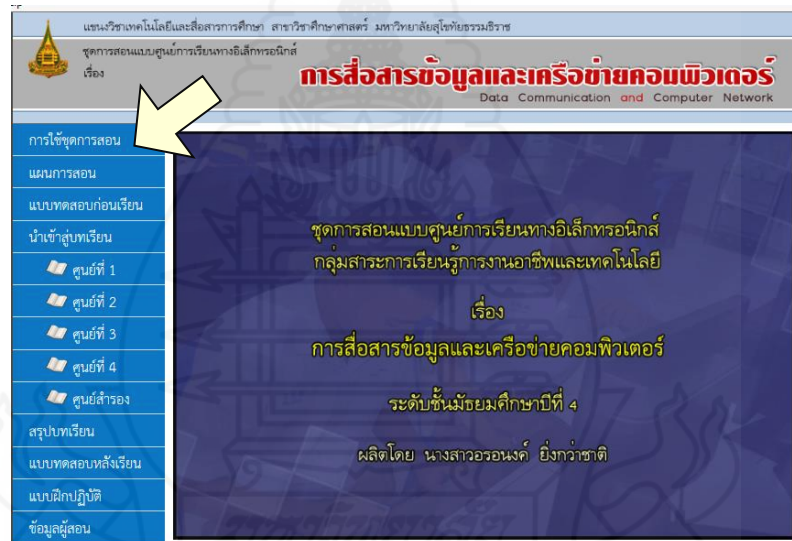 แขนงวิชาเทคโนโลยีและสื่อสารการศึกษา สาขาวิชาศึกษาศาสตร์ มหาวิทยาลัยสุโขทัยธรรมาธิราช
ชุดการสอนแบบศูนย์การเรียนทางอิเล็กทรอนิกส์
เรื่อง
การสื่อสารข้อมูลและเครือข่ายคอมพิวเตอร์
Data Communication and Computer Network
การใช้ชุดการสอน
แผนการสอน
แบบทดสอบก่อนเรียน
นำเข้าสู่บทเรียน
ศูนย์ที่ 1
ศูนย์ที่ 2
ศูนย์ที่ 3
ศูนย์ที่ 4
ศูนย์สำรอง
สรุปบทเรียน
แบบทดสอบหลังเรียน
แบบฝึกปฏิบัติ
ข้อมูลผู้สอน
ชุดการสอนแบบศูนย์การเรียนทางอิเล็กทรอนิกส์
กลุ่มสาระการเรียนรู้การงานอาชีพและเทคโนโลยี
เรื่อง
การสื่อสารข้อมูลและเครือข่ายคอมพิวเตอร์
ระดับชั้นมัธยมศึกษาปีที่ ๔
ผลิตโดย นางสาวอรอนงค์ ยิ่งกว่าชาติ